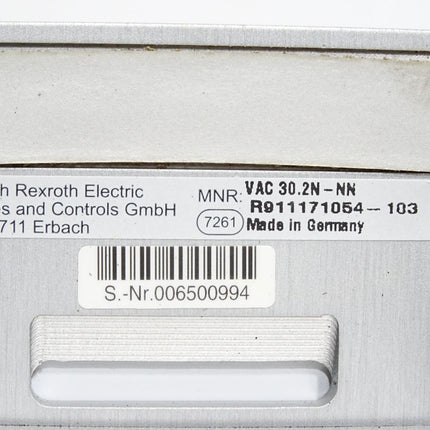 h Rexroth Electric
es and Controls GmbH
711 Erbach
MNR: VAC 30.2N-NN
R911171054-103
7261 Made in Germany
S.-Nr.006500994